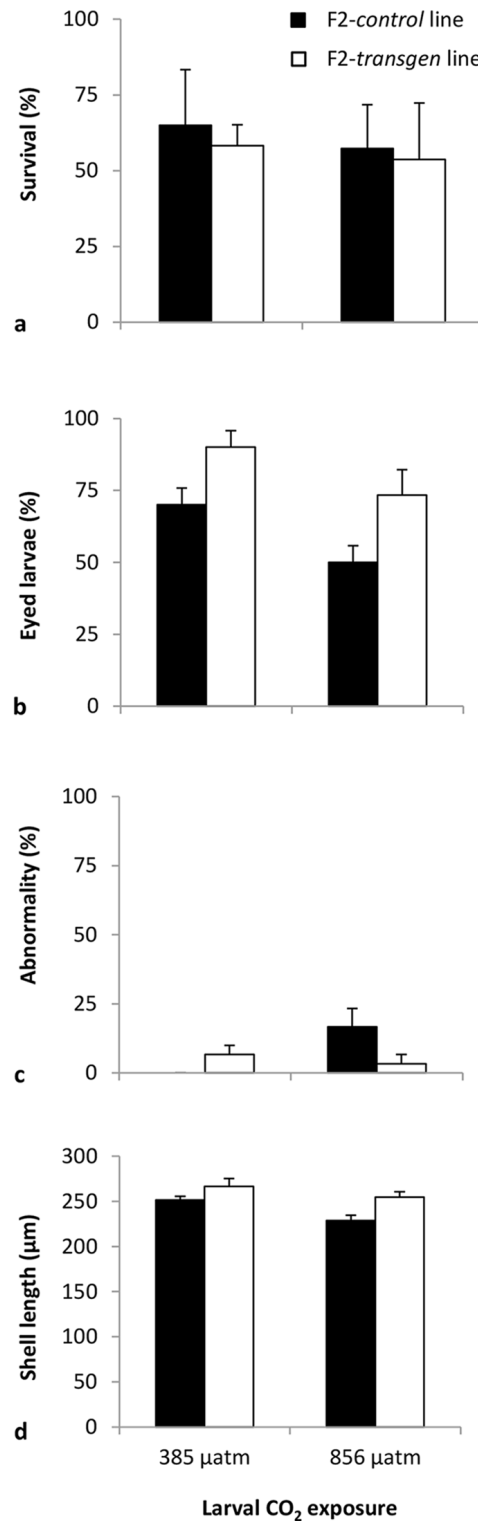 F2-control line
F2-transgen line
100
75
50
25
0
Survival (%)
a
100
75
50
25
0
Eyed larvae (%)
b
100
75
50
25
0
Abnormality (%)
c
300
250
200
150
100
50
0
Shell length (µm)
d
385 µatm 856 µatm
Larval CO₂ exposure